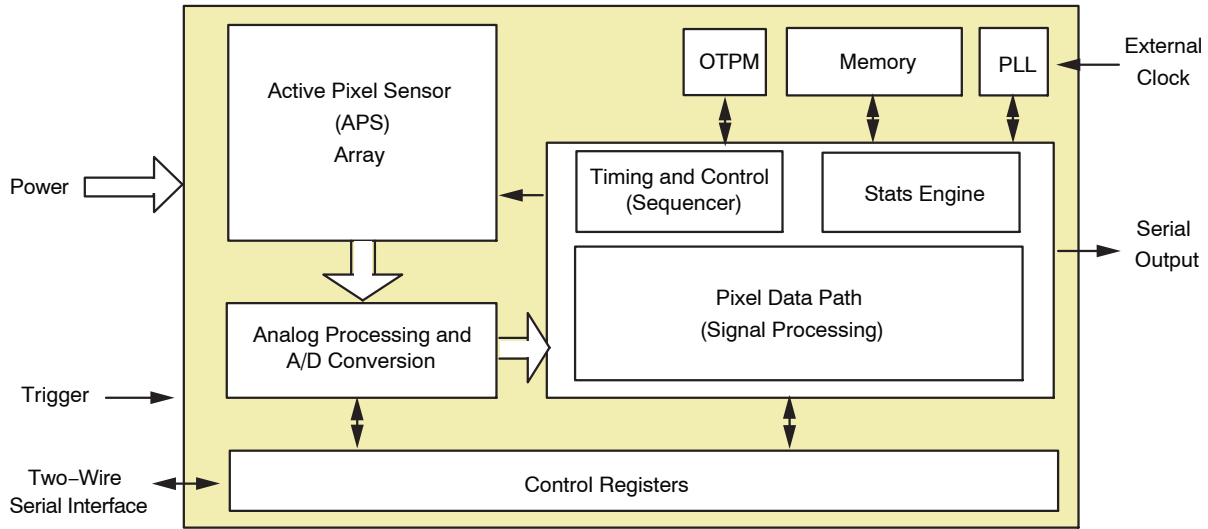 Active Pixel Sensor
(APS)
Array
OTPM
Memory
PLL
External
Clock
Power
Timing and Control
(Sequencer)
Stats Engine
Serial
Output
Pixel Data Path
(Signal Processing)
Analog Processing and
A/D Conversion
Trigger
Two−Wire
Serial Interface
Control Registers